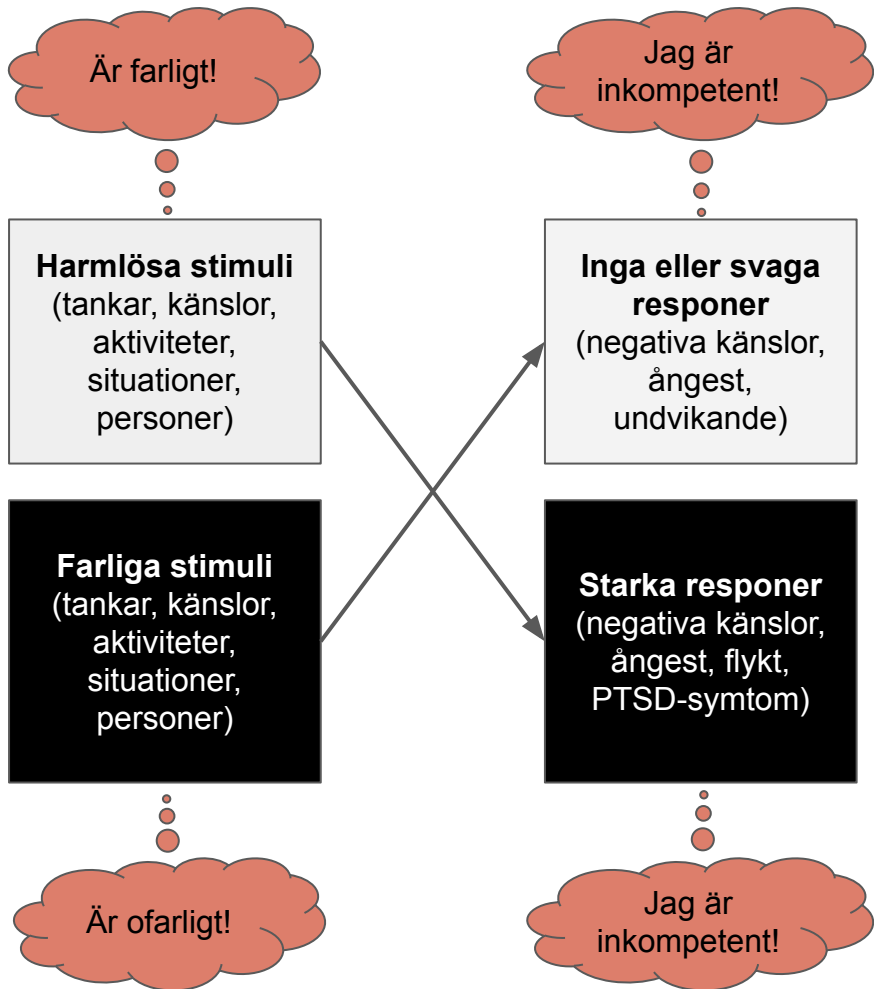 Är farligt!
Jag är
inkompetent!
Harmlösa stimuli
(tankar, känslor,
aktiviteter,
situationer,
personer)
Inga eller svaga
responer
(negativa känslor,
ångest,
undvikande)
Farliga stimuli
(tankar, känslor,
aktiviteter,
situationer,
personer)
Starka responer
(negativa känslor,
ångest, flykt,
PTSD-symtom)
Är ofarligt!
Jag är
inkompetent!